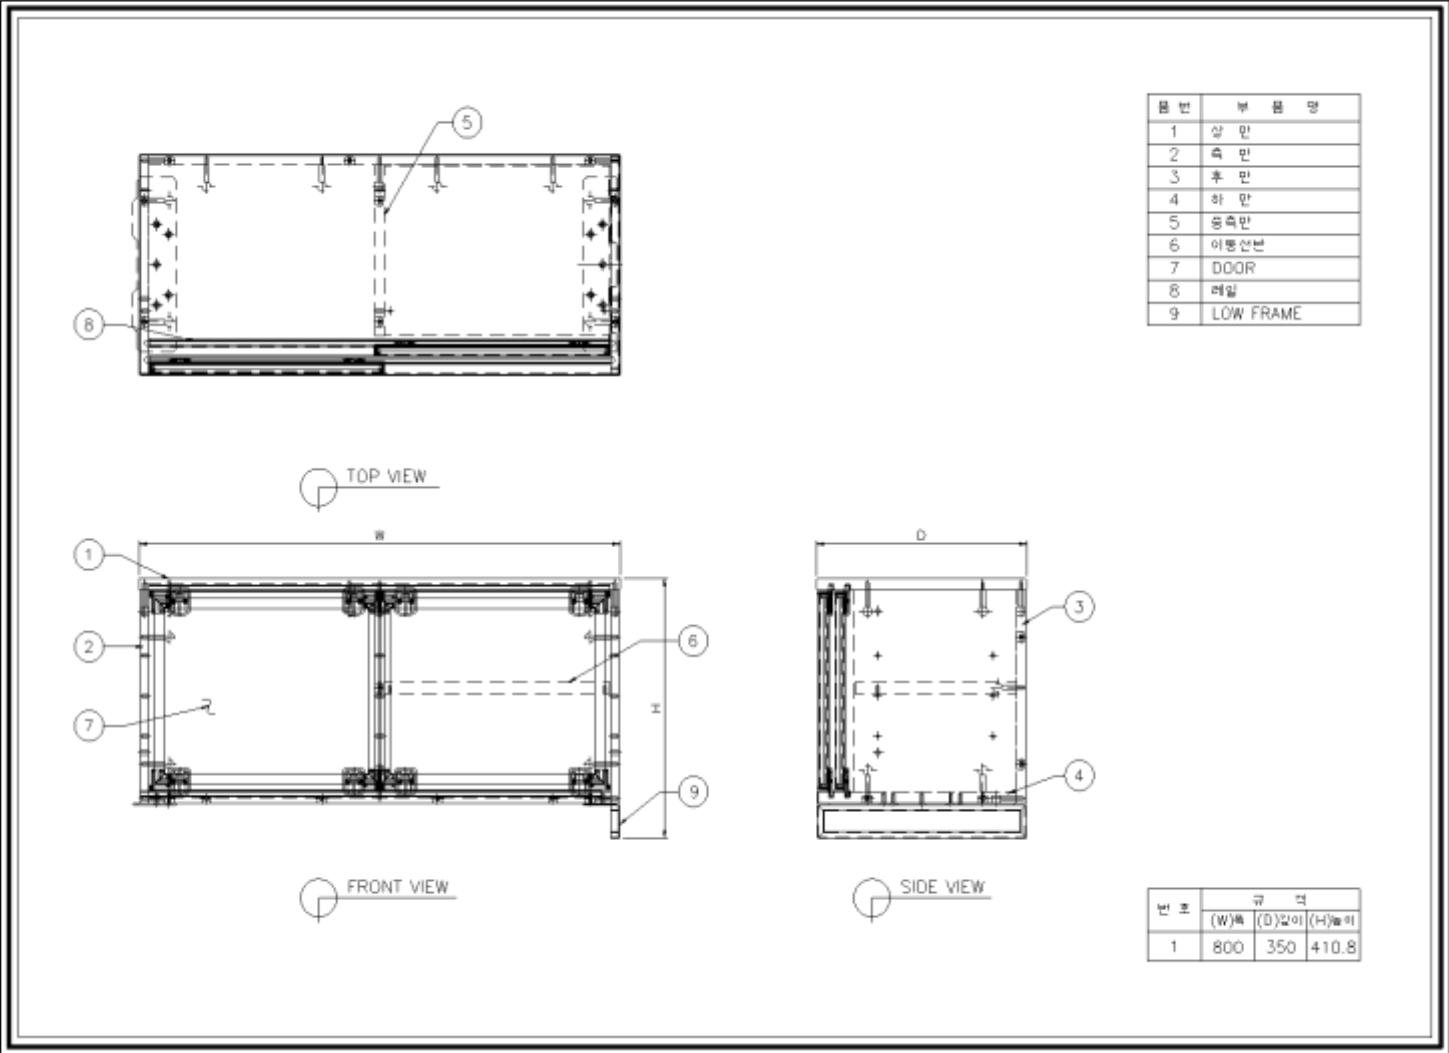 5
8
TOP VIEW
품 번 부 품 명
1 상 판
2 측 판
3 후 판
4 하 판
5 중측판
6 이동선반
7 DOOR
8 레일
9 LOW FRAME
W
H
1
2
7
6
9
FRONT VIEW
D
3
4
SIDE VIEW
번 호 규 격
(W)폭 (D)깊이 (H)높이
1 800 350 410.8